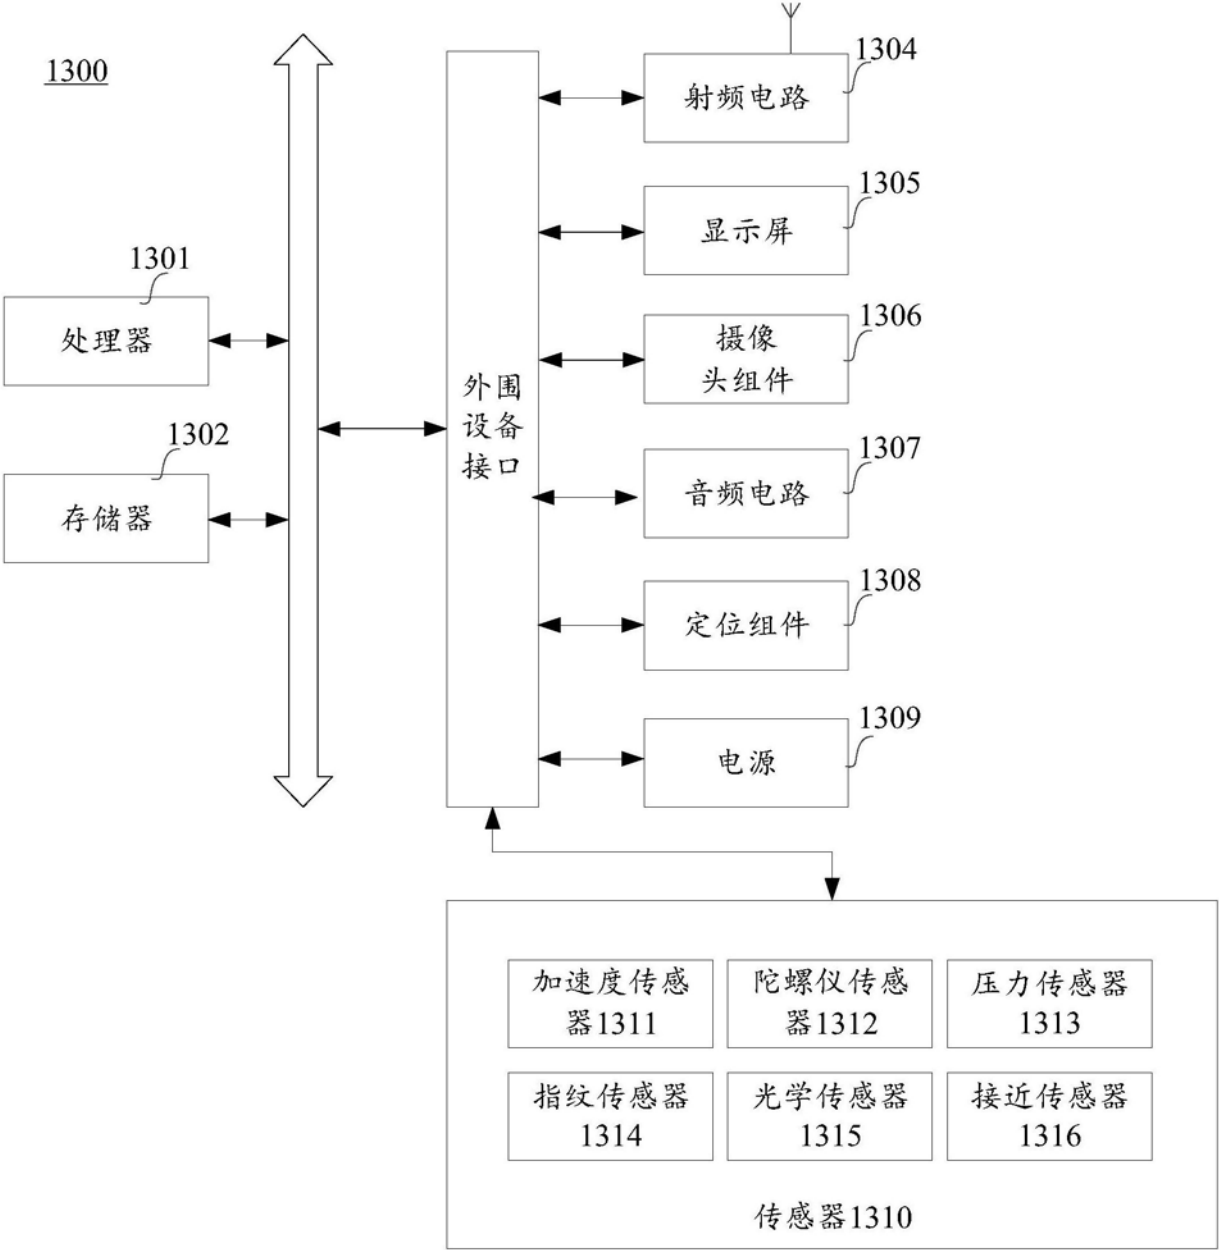 1300
1301
处理器
1302
存储器
外围
设备
接口
1304
射频电路
1305
显示屏
1306
摄像
头组件
1307
音频电路
1308
定位组件
1309
电源
加速度传感
器1311
陀螺仪传感
器1312
压力传感器
1313
指纹传感器
1314
光学传感器
1315
接近传感器
1316
传感器1310